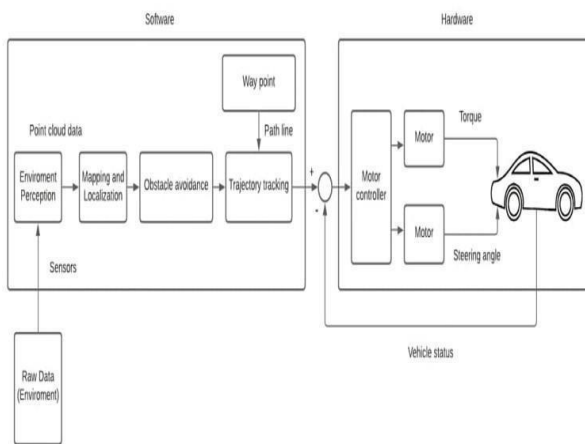 Software
Hardware
Way point
Point cloud data
Path line
Enviroment
Perception
Mapping and
Localization
Obstacle avoidance
Trajectory tracking
+
-
Motor
controller
Motor
Torque
Motor
Steering angle
Sensors
Vehicle status
Raw Data
(Enviroment)